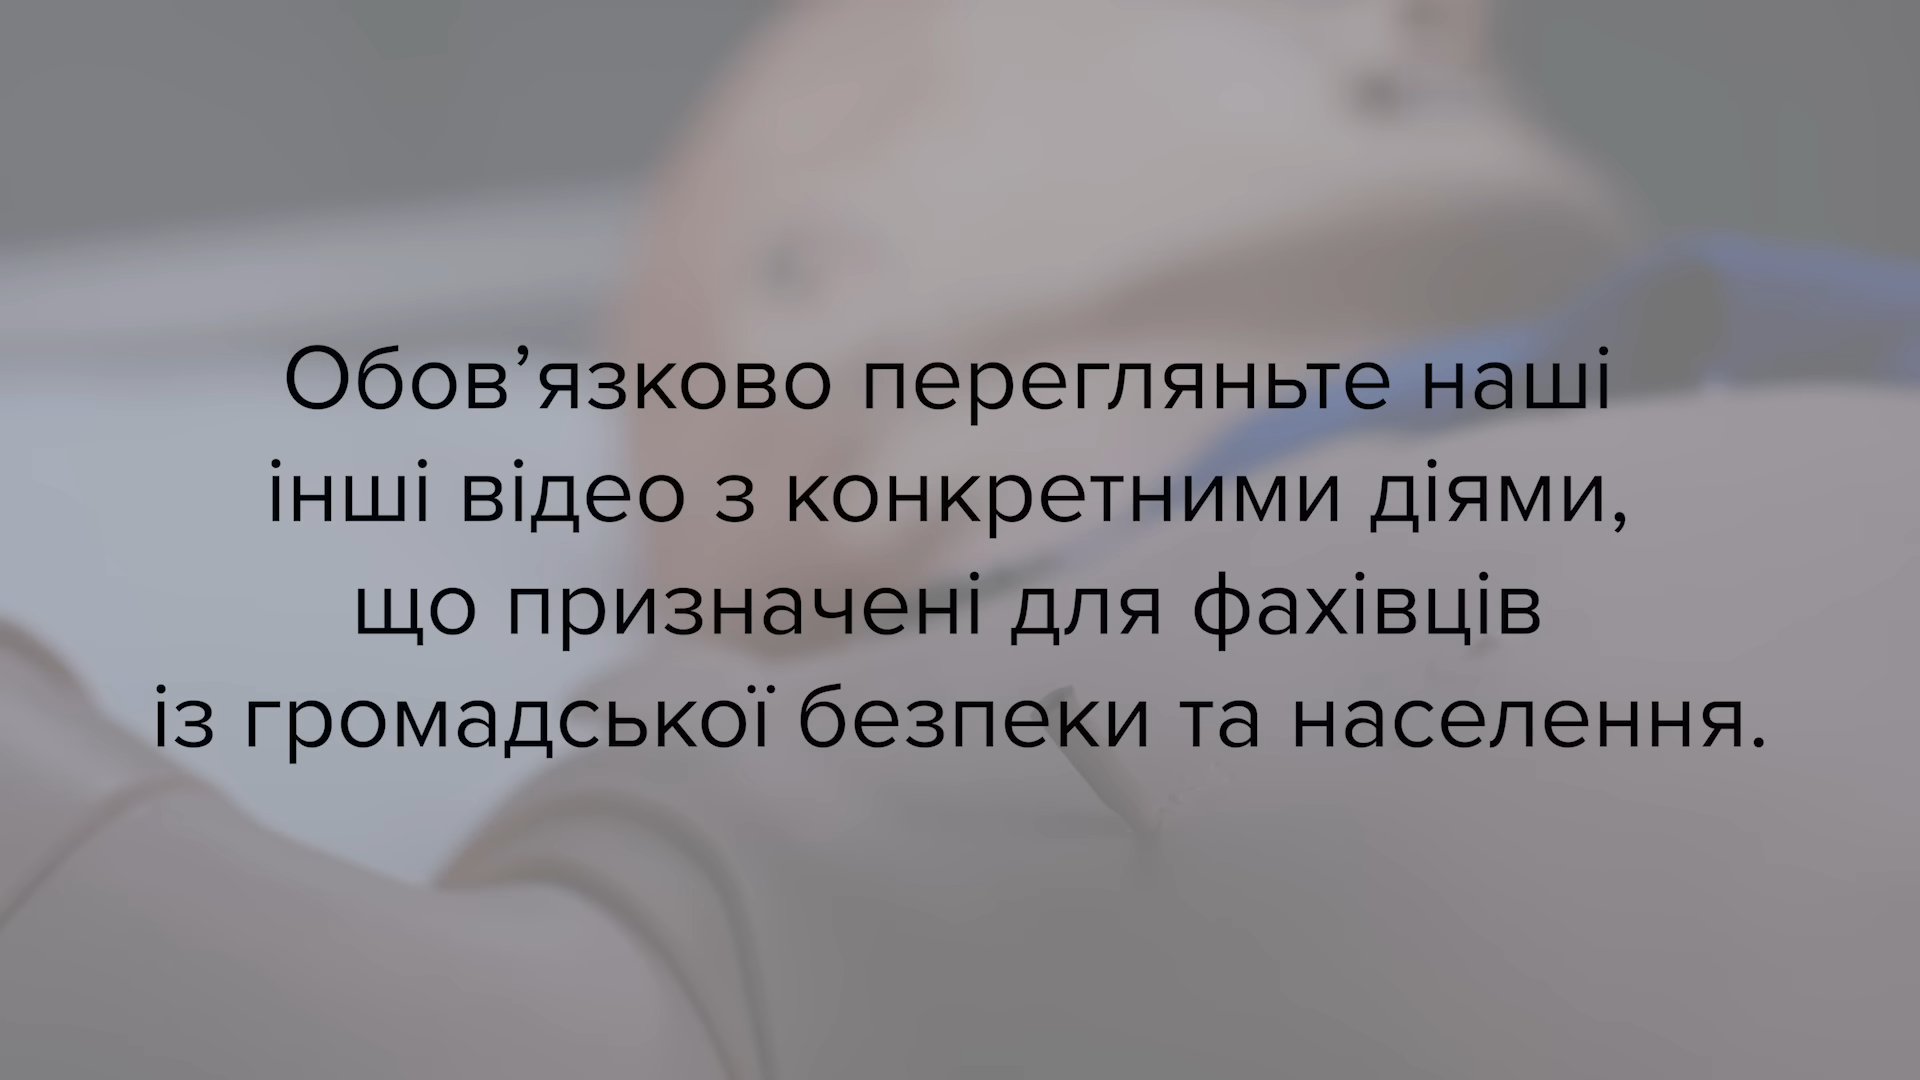 Обов’язково перегляньте наші
інші відео з конкретними діями,
що призначені для фахівців
із громадської безпеки та населення.